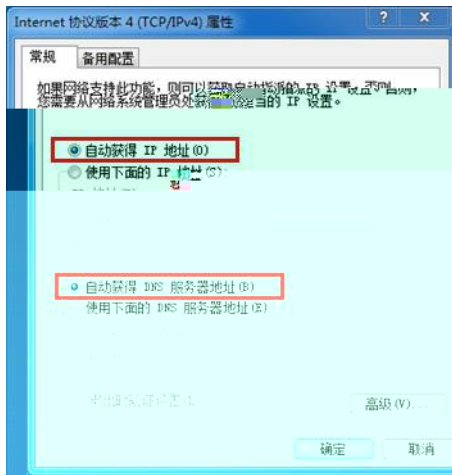 Internet 协议版本 4 (TCP/IPv4) 属性
常规 备用配置
如果网络支持此功能，则可以获取自动指派的 IP 设置。否则，
您需要从网络系统管理员处获得适当的 IP 设置。
自动获得 IP 地址(O)
使用下面的 IP 地址(S):
自动获得 DNS 服务器地址(B)
使用下面的 DNS 服务器地址(E)
高级(V)...
确定 取消